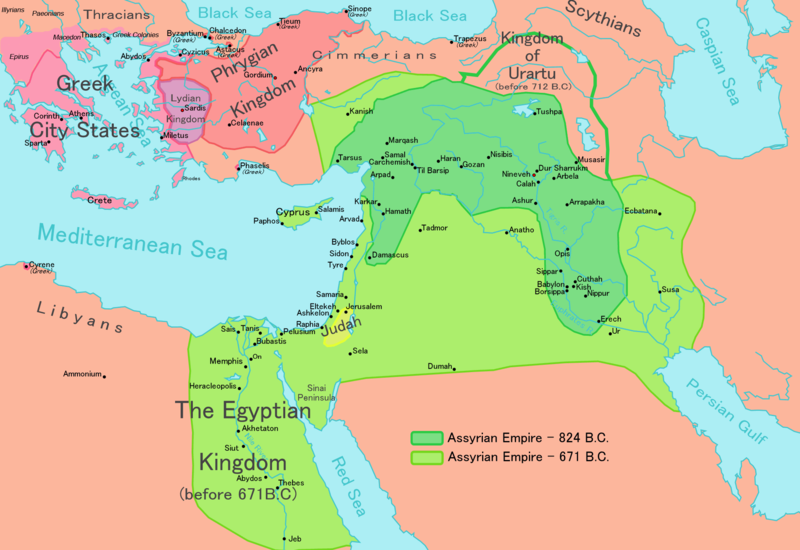 Illyrians
Paeonians
Thracians
Black Sea
Sinope
(Greek)
Black Sea
Scythians
Macedon
Thasos
Greek Colonies
Byzantium
Chalcedon
(Greek)
Tieum
(Greek)
Astacus
(Greek)
Trapezus
(Greek)
Epirus
Abydos
Cyzicus
Phrygian
Kingdom
Cimmerians
Kingdom
of
Urartu
(before 712 B.C)
Caspian Sea
Gordium
Ancyra
Greek
City States
Aegean Sea
Lydian
Kingdom
Sardis
Kanish
Tushpa
Corinth
Athens
Sparta
Miletus
Celaenae
Marqash
Samal
Carchemish
Haran
Nisibis
Musasir
Phaselis
(Greek)
Tarsus
Arpad
Til Barsip
Gozan
Dur Sharrukin
Nineveh
Arbela
Calah
Rhodes
Crete
Cyprus
Salamis
Paphos
Karkar
Arvad
Hamath
Ashur
Arrapakha
Ecbatana
Tadmor
Anatho
Mediterranean Sea
Byblos
Sidon
Damascus
Opis
Tyre
Sippar
Cuthah
Babylon
Kish
Borsippa
Nippur
Susa
Cyrene
(Greek)
Samaria
Eltekeh
Jerusalem
Ashkelon
Raphia
Judah
Euphrates R.
Erech
Ur
Libyans
Sais
Tanis
Pelusium
Bubastis
Memphis
On
Sela
Dumah
Ammonium
Heracleopolis
Sinai
Peninsula
Persian Gulf
The Egyptian
Kingdom
(before 671B.C)
Akhetaton
Siut
Abydos
Thebes
Jeb
Red Sea
Assyrian Empire - 824 B.C.
Assyrian Empire - 671 B.C.